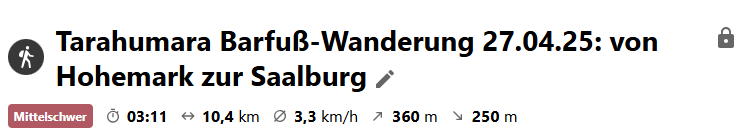 Tarahumara Barfuß-Wanderung 27.04.25: von
Hohemark zur Saalburg
Mittelschwer 03:11 10,4 km 3,3 km/h 360 m 250 m